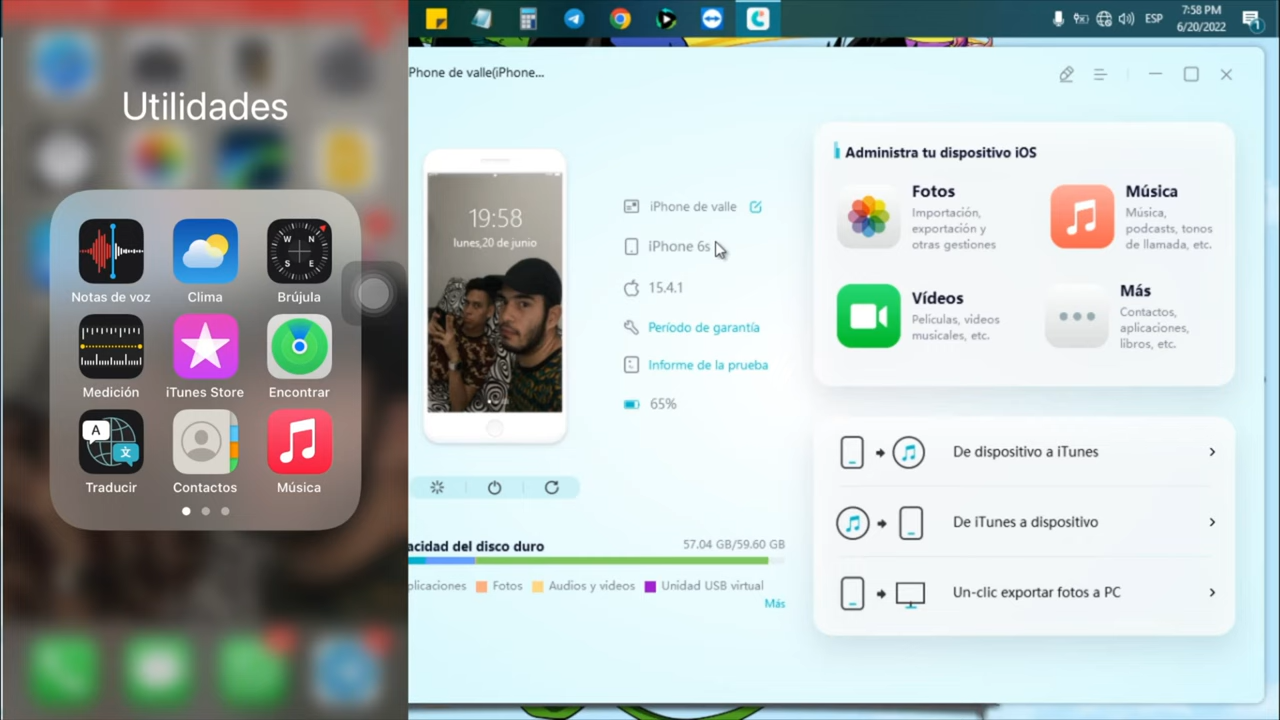 Utilidades
Notas de voz
Clima
Brújula
Medición
iTunes Store
Encontrar
Traducir
Contactos
Música
ESP
7:58 PM
6/20/2022
1
Phone de valle(iPhone...
19:58
lunes,20 de junio
iPhone de valle
iPhone 6s
15.4.1
Período de garantía
Informe de la prueba
65%
acidad del disco duro
57.04 GB/59.60 GB
plicaciones
Fotos
Audios y videos
Unidad USB virtual
Más
Administra tu dispositivo iOS
Fotos
Importación,
exportación y
otras gestiones
Música
Música,
podcasts, tonos
de llamada, etc.
Vídeos
Películas, videos
musicales, etc.
Más
Contactos,
aplicaciones,
libros, etc.
De dispositivo a iTunes
De iTunes a dispositivo
Un-clic exportar fotos a PC
N
W
E
S
A
文